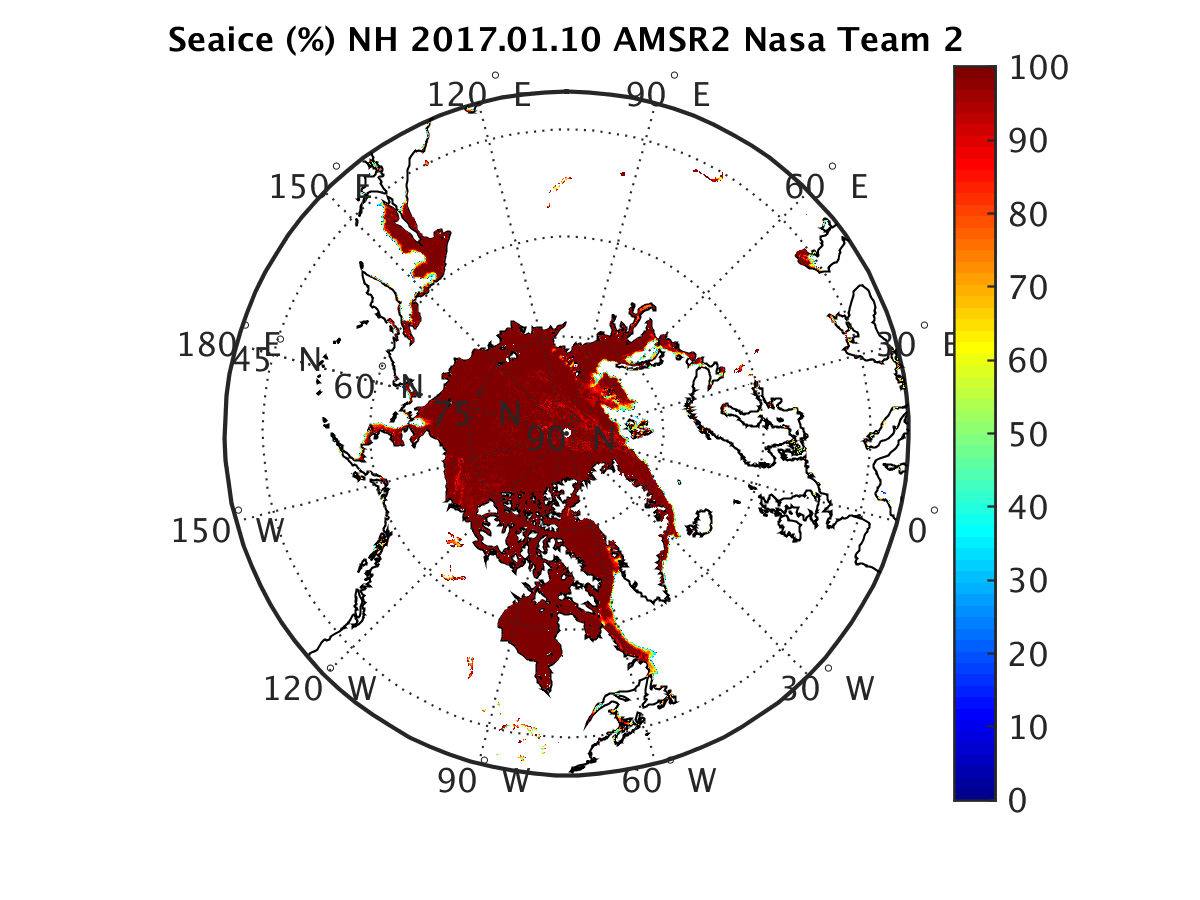 Seaice (%) NH 2017.01.10 AMSR2 Nasa Team 2
120° E
90° E
150° E
60° E
180° E
30° E
45° N
60° N
75° N
90° N
150° W
0°
120° W
30° W
90° W
60° W
100
90
80
70
60
50
40
30
20
10
0